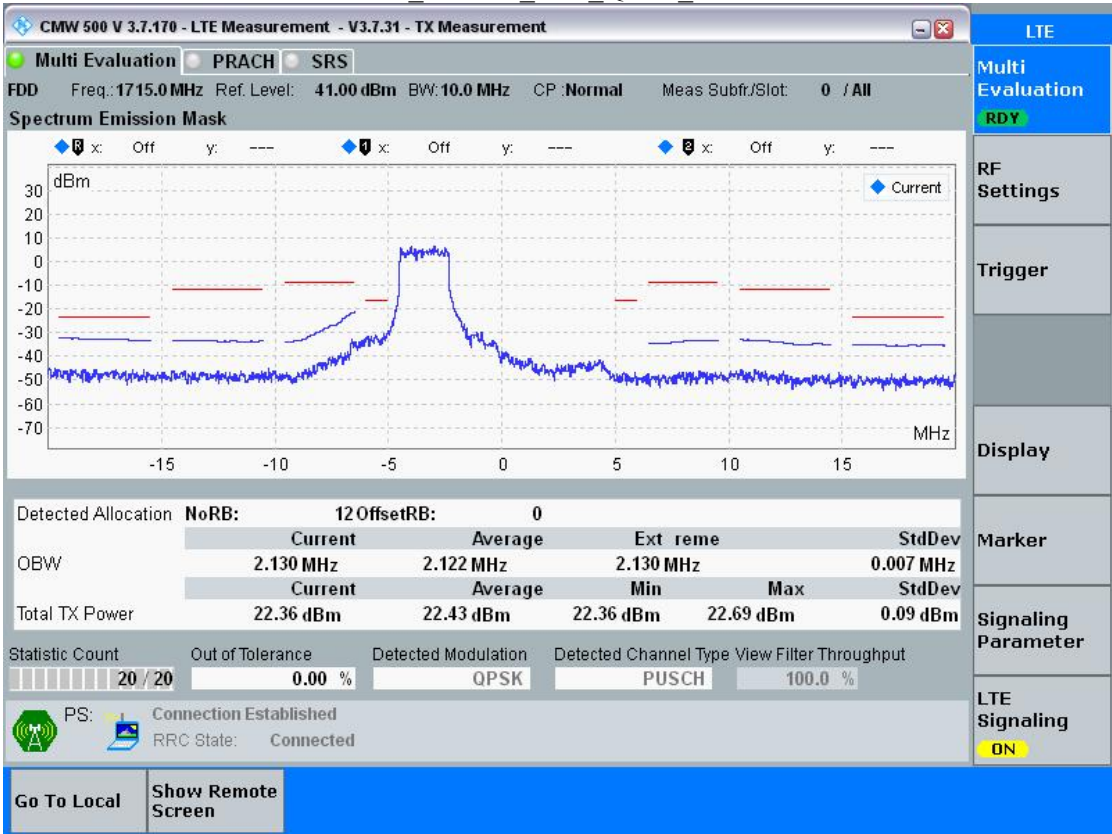 CMW 500 V 3.7.170 - LTE Measurement - V3.7.31 - TX Measurement
LTE
Multi Evaluation PRACH SRS
Multi Evaluation
RDY
FDD Freq.: 1715.0 MHz Ref. Level: 41.00 dBm BW: 10.0 MHz CP :Normal Meas Subfr./Slot: 0 / All
Spectrum Emission Mask
R x: Off y: --- 1 x: Off y: --- 2 x: Off y: ---
dBm
Current
30
20
10
0
-10
-20
-30
-40
-50
-60
-70
MHz
-15 -10 -5 0 5 10 15
RF Settings
Trigger
Display
Marker
Signaling Parameter
LTE Signaling
ON
Detected Allocation NoRB: 12 OffsetRB: 0
Current Average Ext reme StdDev
OBW 2.130 MHz 2.122 MHz 2.130 MHz 0.007 MHz
Current Average Min Max StdDev
Total TX Power 22.36 dBm 22.43 dBm 22.36 dBm 22.69 dBm 0.09 dBm
Statistic Count Out of Tolerance Detected Modulation Detected Channel Type View Filter Throughput
20 / 20 0.00 % QPSK PUSCH 100.0 %
PS: Connection Established
RRC State: Connected
Go To Local
Show Remote Screen